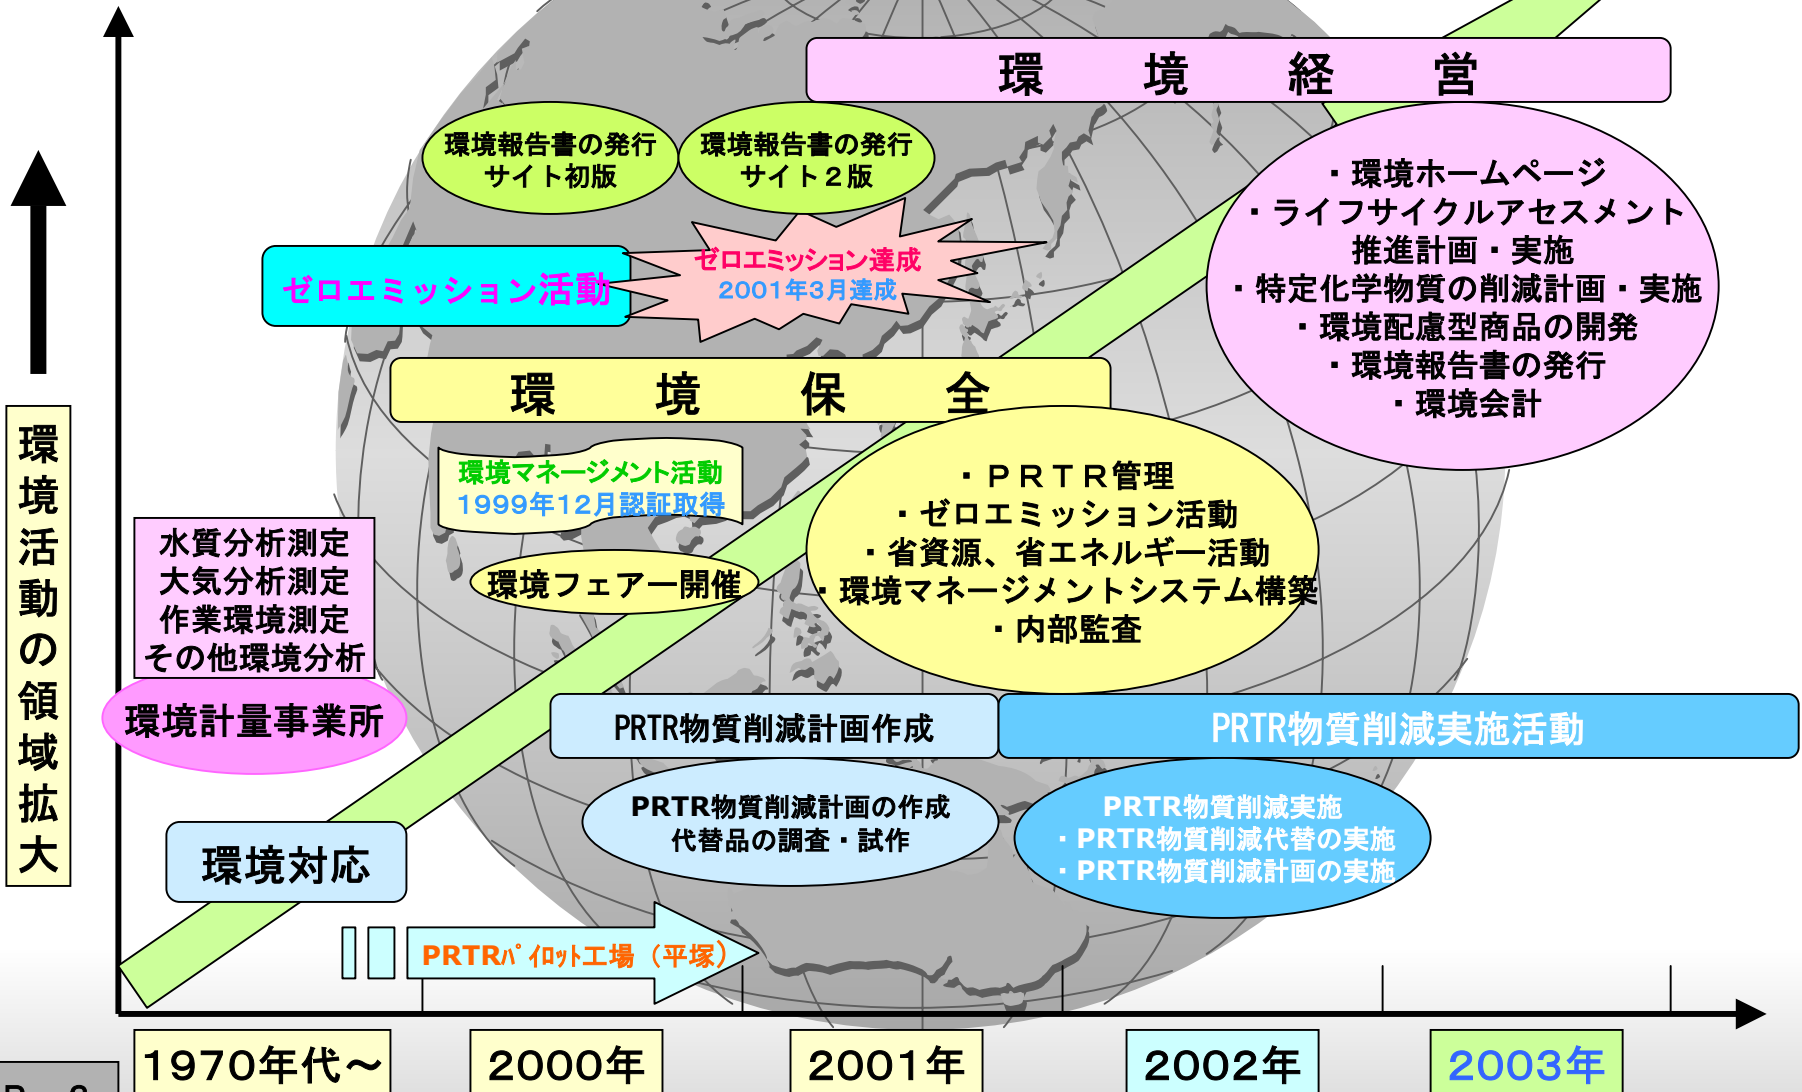 環境経営
環境報告書の発行
サイト初版
環境報告書の発行
サイト２版
・環境ホームページ
・ライフサイクルアセスメント
推進計画・実施
・特定化学物質の削減計画・実施
・環境配慮型商品の開発
・環境報告書の発行
・環境会計
ゼロエミッション活動
ゼロエミッション達成
2001年3月達成
環境保全
環境マネージメント活動
1999年12月認証取得
環境フェアー開催
・ＰＲＴＲ管理
・ゼロエミッション活動
・省資源、省エネルギー活動
・環境マネージメントシステム構築
・内部監査
環境活動の領域拡大
水質分析測定
大気分析測定
作業環境測定
その他環境分析
環境計量事業所
PRTR物質削減計画作成
PRTR物質削減実施活動
PRTR物質削減計画の作成
代替品の調査・試作
PRTR物質削減実施
・PRTR物質削減代替の実施
・PRTR物質削減計画の実施
環境対応
PRTRﾊﾟｲﾛｯﾄ工場（平塚）
1970年代～
2000年
2001年
2002年
2003年